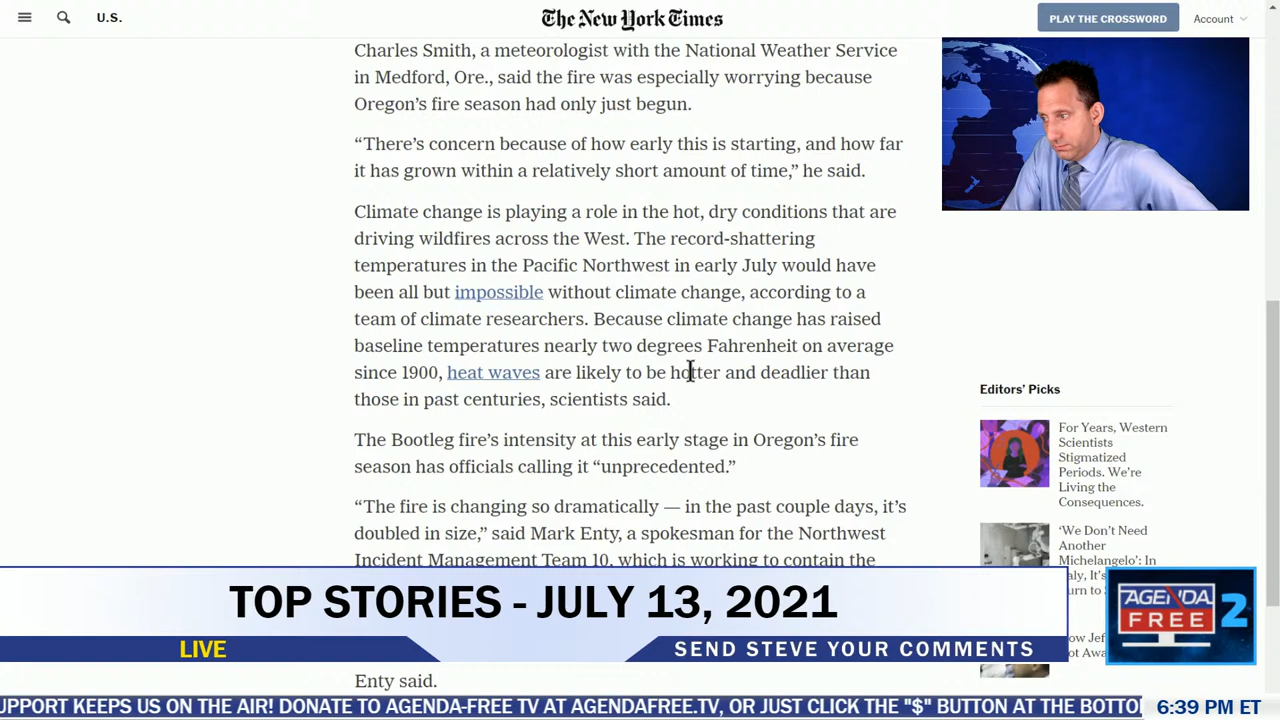 U.S.
The New York Times
PLAY THE CROSSWORD
Account
Charles Smith, a meteorologist with the National Weather Service
in Medford, Ore., said the fire was especially worrying because
Oregon’s fire season had only just begun.
“There’s concern because of how early this is starting, and how far
it has grown within a relatively short amount of time,” he said.
Climate change is playing a role in the hot, dry conditions that are
driving wildfires across the West. The record-shattering
temperatures in the Pacific Northwest in early July would have
been all but impossible without climate change, according to a
team of climate researchers. Because climate change has raised
baseline temperatures nearly two degrees Fahrenheit on average
since 1900, heat waves are likely to be hotter and deadlier than
those in past centuries, scientists said.
The Bootleg fire’s intensity at this early stage in Oregon’s fire
season has officials calling it “unprecedented.”
“The fire is changing so dramatically — in the past couple days, it’s
doubled in size,” said Mark Enty, a spokesman for the Northwest
Incident Management Team 10, which is working to contain the
Enty said.
Editors’ Picks
For Years, Western
Scientists
Stigmatized
Periods. We’re
Living the
Consequences.
‘We Don’t Need
Another
Michelangelo’: In
TOP STORIES - JULY 13, 2021
LIVE
SEND STEVE YOUR COMMENTS
AGENDA
FREE 2
SUPPORT KEEPS US ON THE AIR! DONATE TO AGENDA-FREE TV AT AGENDAFREE.TV, OR JUST CLICK THE "$" BUTTON AT THE
6:39 PM ET